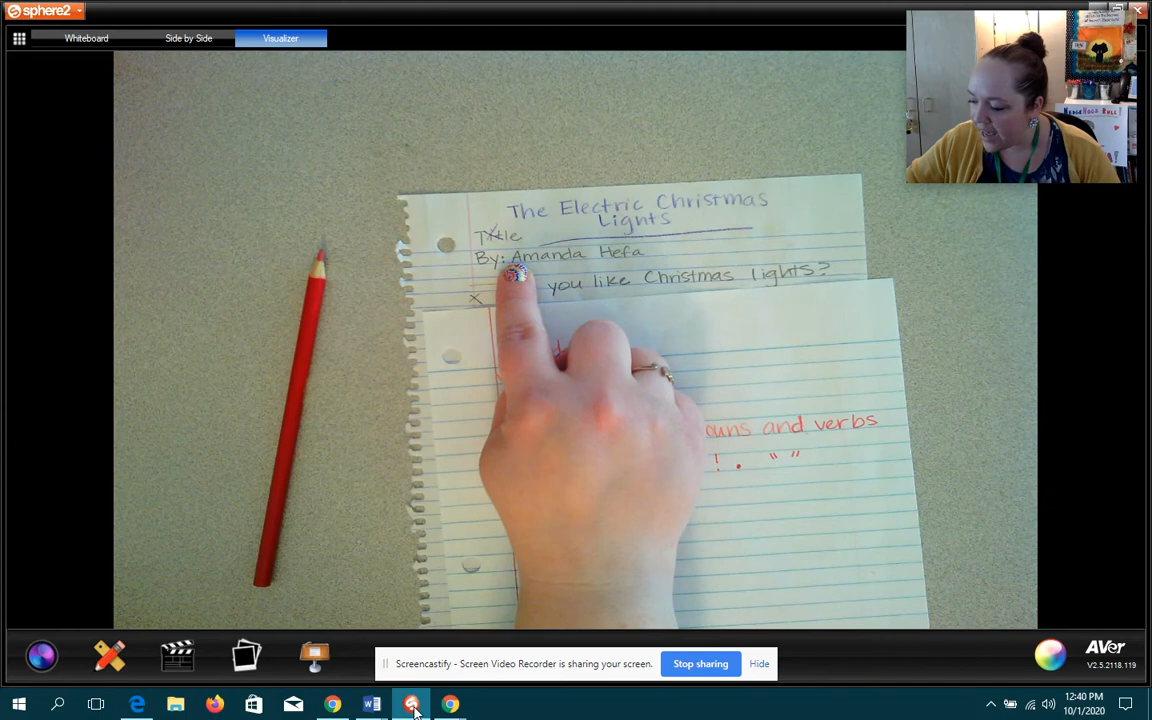 sphere2
Whiteboard Side by Side Visualizer
The Electric Christmas
Lights
Title
By: Amanda Hefa
x you like Christmas lights?
ouns and verbs
! . " "
Screencastify - Screen Video Recorder is sharing your screen. Stop sharing Hide
AVer
V2.5.2118.119
12:40 PM
10/1/2020